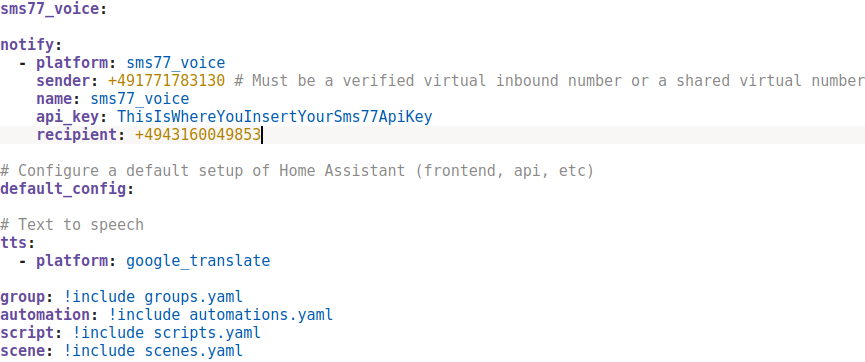 sms77_voice:
notify:
  - platform: sms77_voice
    sender: +491771783130 # Must be a verified virtual inbound number or a shared virtual number
    name: sms77_voice
    api_key: ThisIsWhereYouInsertYourSms77ApiKey
    recipient: +4943160049853
# Configure a default setup of Home Assistant (frontend, api, etc)
default_config:
# Text to speech
tts:
  - platform: google_translate
group: !include groups.yaml
automation: !include automations.yaml
script: !include scripts.yaml
scene: !include scenes.yaml